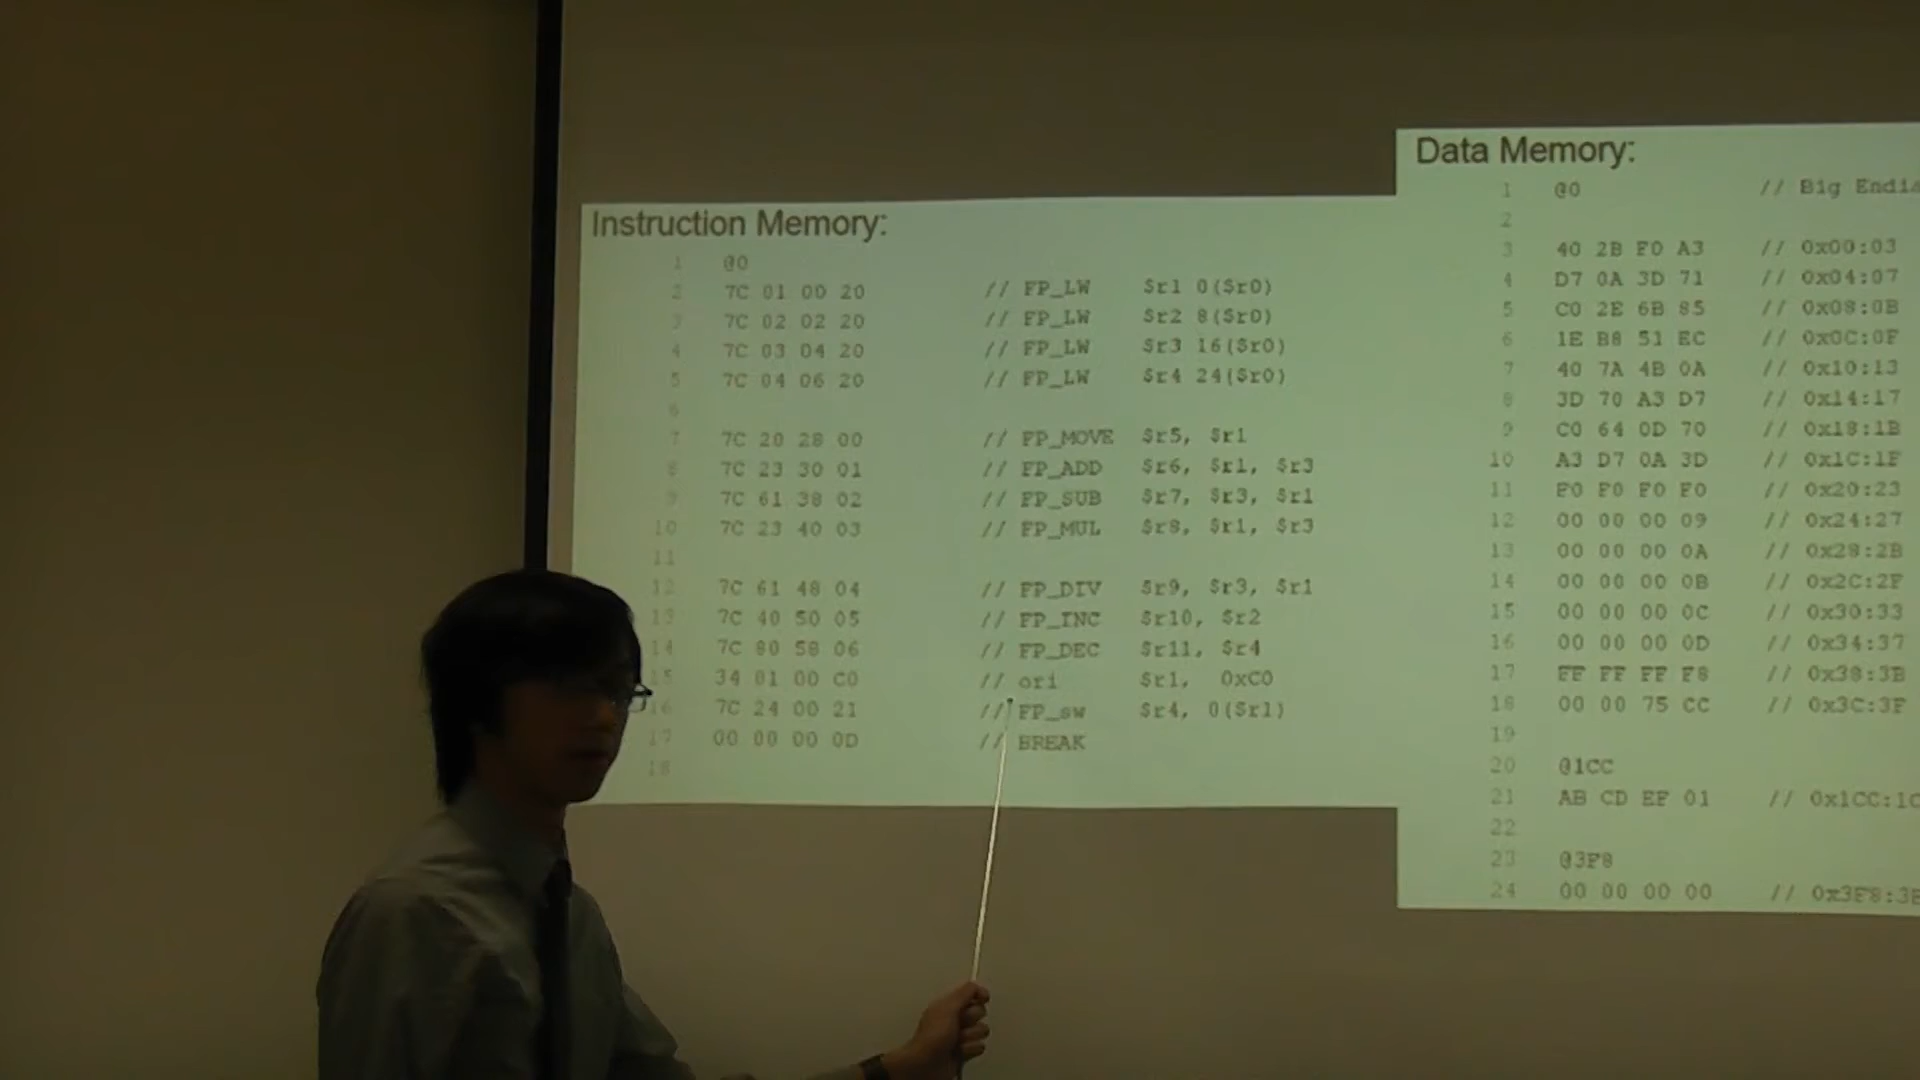 Instruction Memory:
1 @0
2 7C 01 00 20 // FP_LW $r1 0($r0)
3 7C 02 02 20 // FP_LW $r2 8($r0)
4 7C 03 04 20 // FP_LW $r3 16($r0)
5 7C 04 06 20 // FP_LW $r4 24($r0)
6
7 7C 20 28 00 // FP_MOVE $r5, $r1
8 7C 23 30 01 // FP_ADD $r6, $r1, $r3
9 7C 61 38 02 // FP_SUB $r7, $r3, $r1
10 7C 23 40 03 // FP_MUL $r8, $r1, $r3
11
12 7C 61 48 04 // FP_DIV $r9, $r3, $r1
13 7C 40 50 05 // FP_INC $r10, $r2
14 7C 80 58 06 // FP_DEC $r11, $r4
15 34 01 00 C0 // ori $r1, 0xC0
16 7C 24 00 21 // FP_sw $r4, 0($r1)
17 00 00 00 0D // BREAK
18
Data Memory:
1 @0 // Big Endia
2
3 40 2B F0 A3 // 0x00:03
4 D7 0A 3D 71 // 0x04:07
5 C0 2E 6B 85 // 0x08:0B
6 1E B8 51 EC // 0x0C:0F
7 40 7A 4B 0A // 0x10:13
8 3D 70 A3 D7 // 0x14:17
9 C0 64 0D 70 // 0x18:1B
10 A3 D7 0A 3D // 0x1C:1F
11 F0 F0 F0 F0 // 0x20:23
12 00 00 00 09 // 0x24:27
13 00 00 00 0A // 0x28:2B
14 00 00 00 0B // 0x2C:2F
15 00 00 00 0C // 0x30:33
16 00 00 00 0D // 0x34:37
17 FF FF FF F8 // 0x38:3B
18 00 00 75 CC // 0x3C:3F
19
20 @1CC
21 AB CD EF 01 // 0x1CC:1C
22
23 @3F8
24 00 00 00 00 // 0x3F8:3F